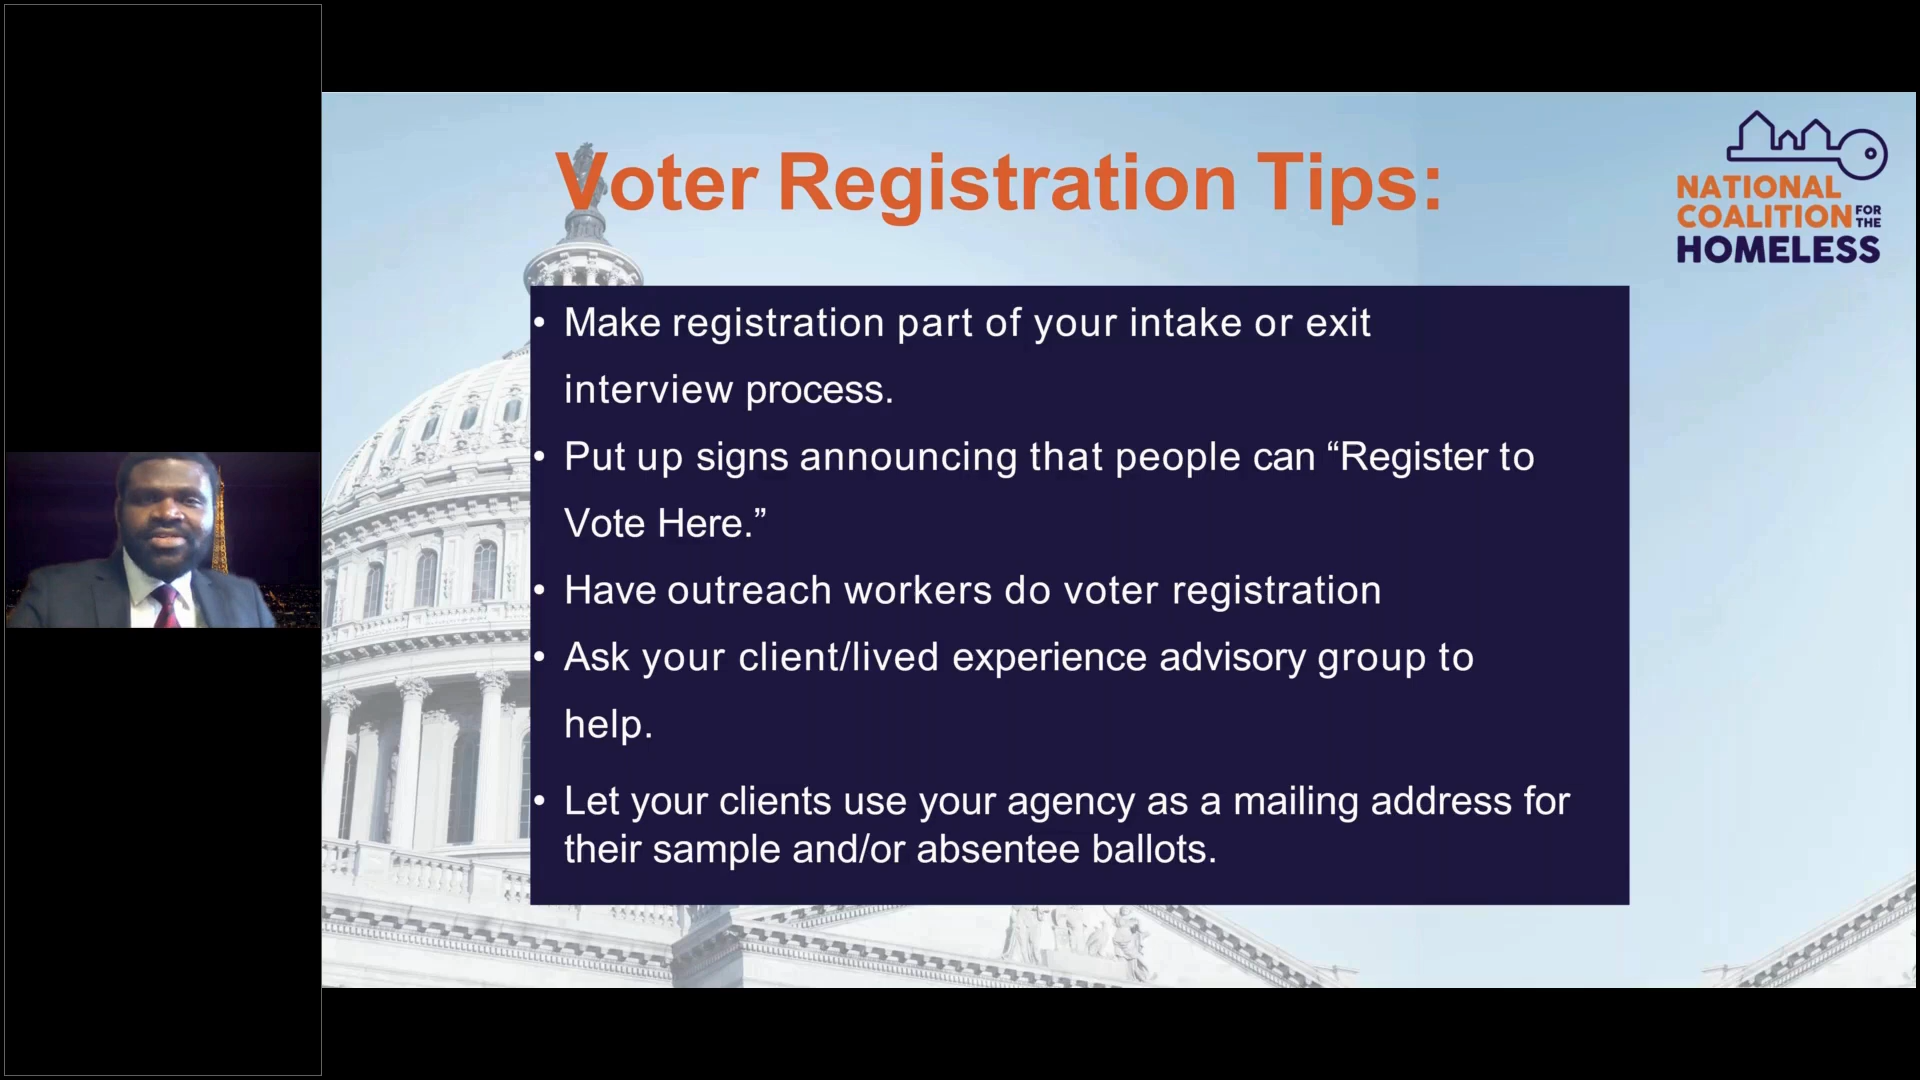 Voter Registration Tips:
NATIONAL
COALITION FOR THE
HOMELESS
• Make registration part of your intake or exit
interview process.
• Put up signs announcing that people can “Register to
Vote Here.”
• Have outreach workers do voter registration
• Ask your client/lived experience advisory group to
help.
• Let your clients use your agency as a mailing address for
their sample and/or absentee ballots.